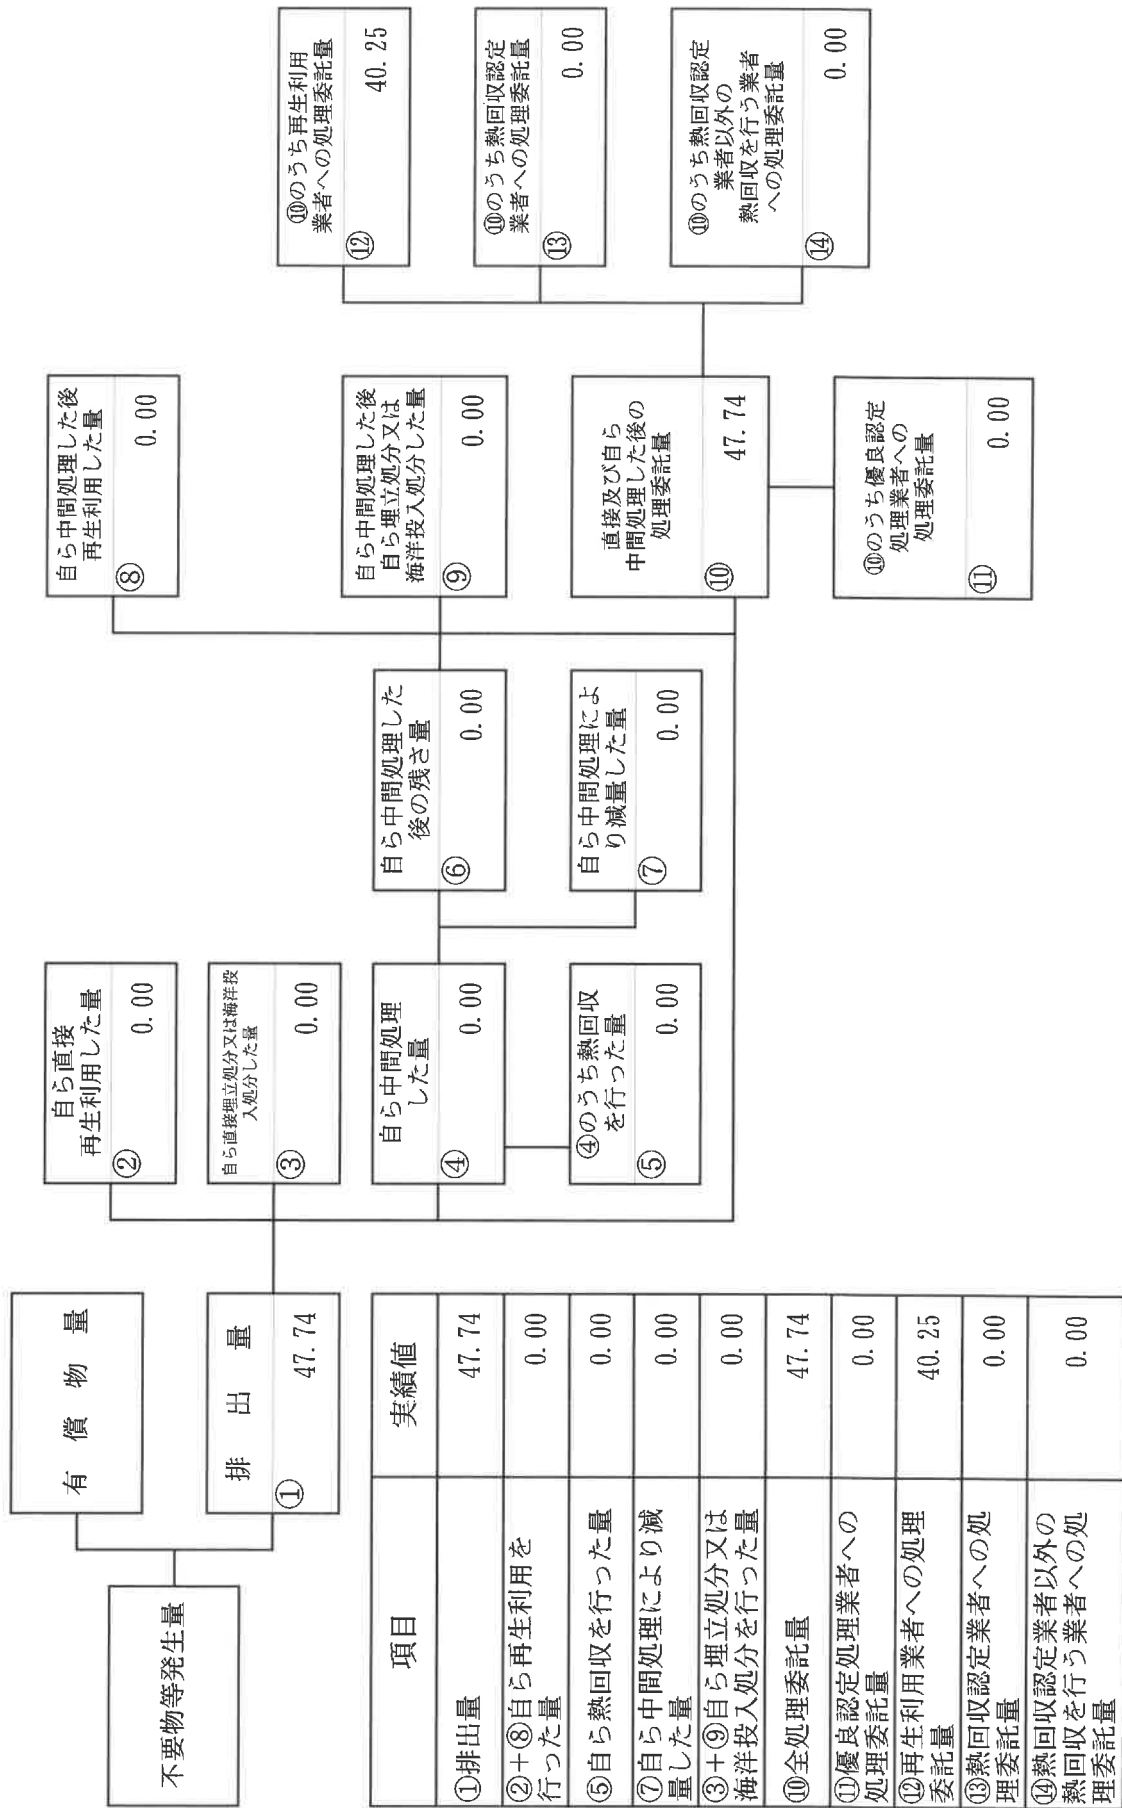 不要物等発生量
有償物量
排出量
① 47.74
自ら直接
再生利用した量
② 0.00
自ら直接埋立処分又は海洋投
入処分した量
③ 0.00
自ら中間処理
した量
④ 0.00
④のうち熱回収
を行った量
⑤ 0.00
自ら中間処理した
後の残さ量
⑥ 0.00
自ら中間処理によ
り減量した量
⑦ 0.00
自ら中間処理した後
再生利用した量
⑧ 0.00
自ら中間処理した後
自ら埋立処分又は
海洋投入処分した量
⑨ 0.00
直接及び自ら
中間処理した後の
処理委託量
⑩ 47.74
⑩のうち優良認定
処理業者への
処理委託量
⑪ 0.00
⑩のうち再生利用
業者への処理委託量
⑫ 40.25
⑩のうち熱回収認定
業者への処理委託量
⑬ 0.00
⑩のうち熱回収認定
業者以外の
熱回収を行う業者
への処理委託量
⑭ 0.00
項目 実績値
①排出量 47.74
②+⑧自ら再生利用を
行った量 0.00
⑤自ら熱回収を行った量 0.00
⑦自ら中間処理により減
量した量 0.00
③+⑨自ら埋立処分又は
海洋投入処分を行った量 0.00
⑩全処理委託量 47.74
⑪優良認定処理業者への
処理委託量 0.00
⑫再生利用業者への処理
委託量 40.25
⑬熱回収認定業者への処
理委託量 0.00
⑭熱回収認定業者以外の
熱回収を行う業者への処
理委託量 0.00